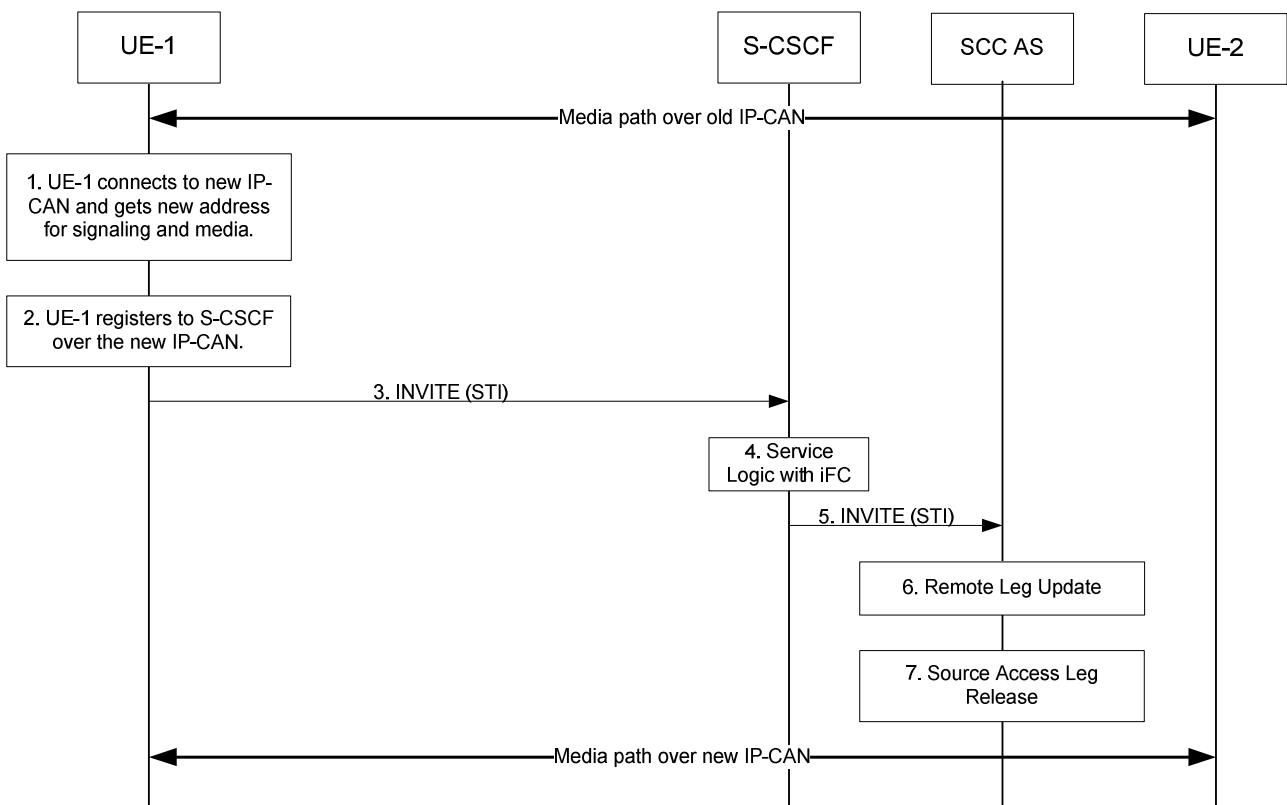 UE-1
S-CSCF
SCC AS
UE-2
Media path over old IP-CAN
1. UE-1 connects to new IP-
CAN and gets new address
for signaling and media.
2. UE-1 registers to S-CSCF
over the new IP-CAN.
3. INVITE (STI)
4. Service
Logic with iFC
5. INVITE (STI)
6. Remote Leg Update
7. Source Access Leg
Release
Media path over new IP-CAN